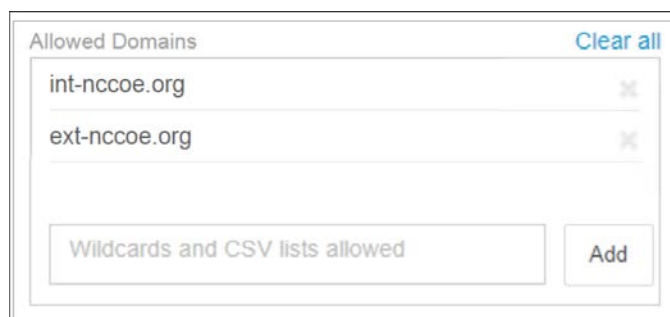 Allowed Domains Clear all
int-nccoe.org
ext-nccoe.org
Wildcards and CSV lists allowed Add